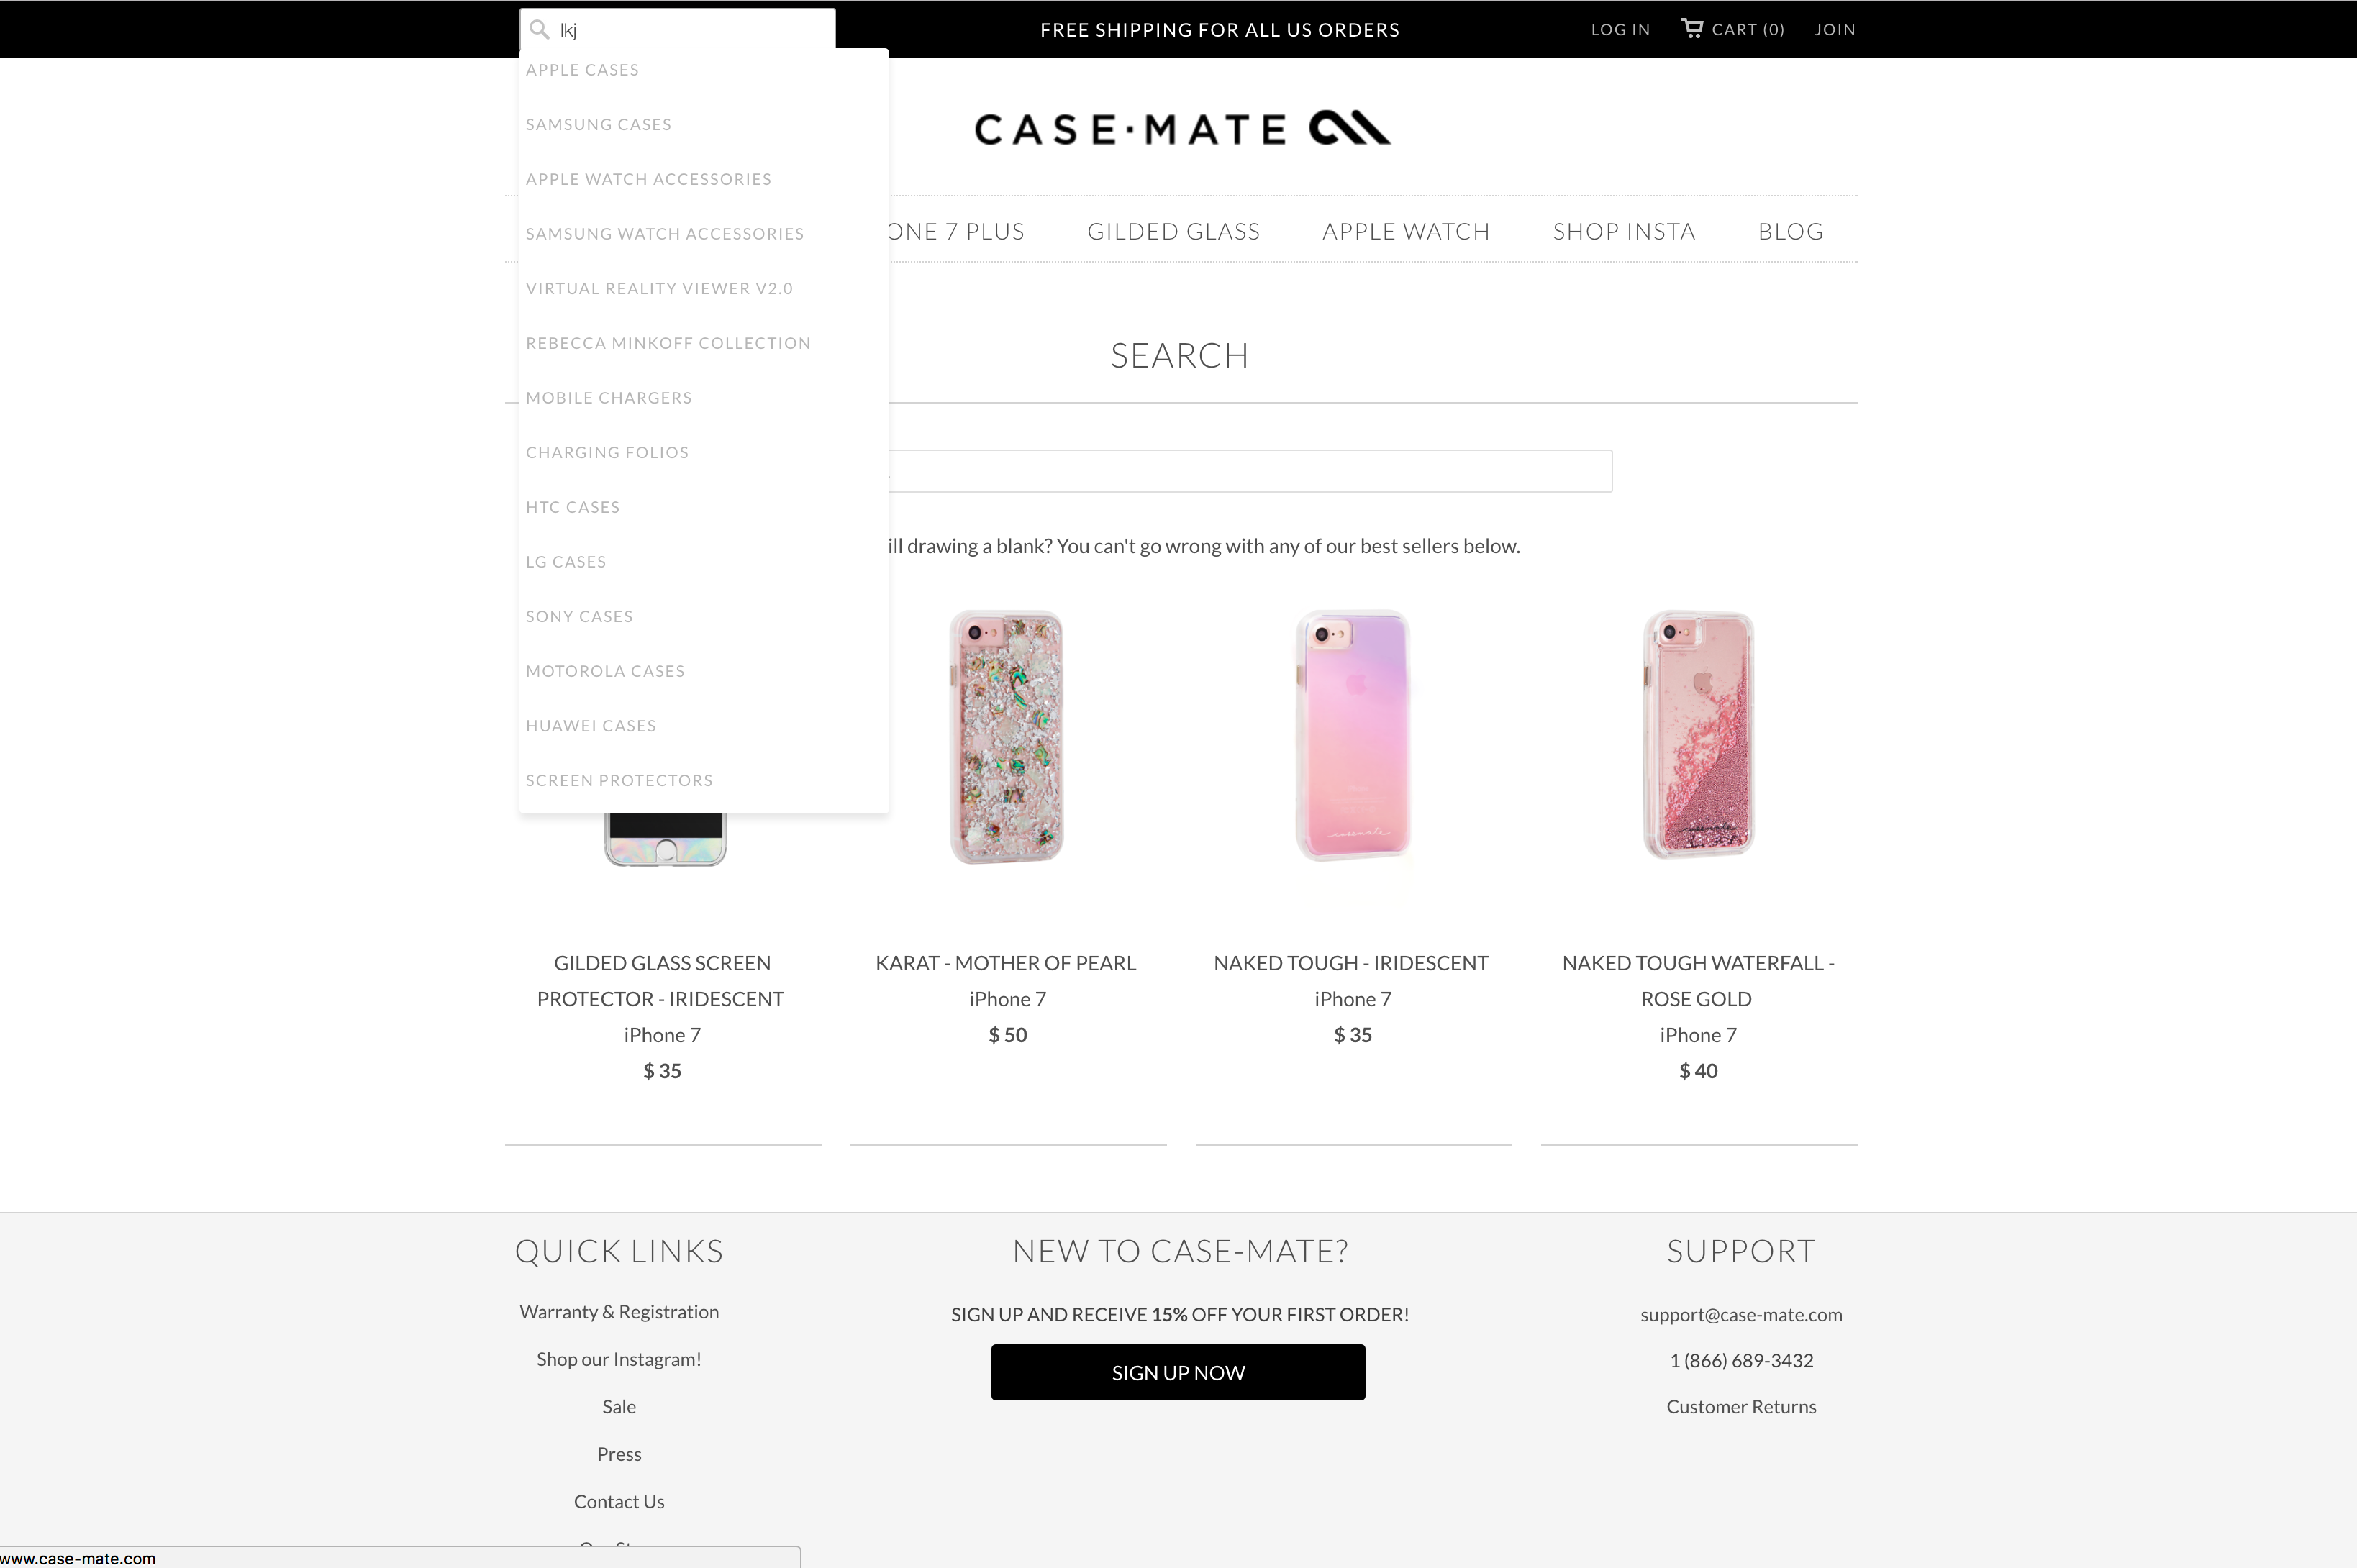 lkj
FREE SHIPPING FOR ALL US ORDERS
LOG IN
CART (0)
JOIN
APPLE CASES
SAMSUNG CASES
APPLE WATCH ACCESSORIES
SAMSUNG WATCH ACCESSORIES
VIRTUAL REALITY VIEWER V2.0
REBECCA MINKOFF COLLECTION
MOBILE CHARGERS
CHARGING FOLIOS
HTC CASES
LG CASES
SONY CASES
MOTOROLA CASES
HUAWEI CASES
SCREEN PROTECTORS
CASE·MATE
ONE 7 PLUS
GILDED GLASS
APPLE WATCH
SHOP INSTA
BLOG
SEARCH
ill drawing a blank? You can't go wrong with any of our best sellers below.
casemate
GILDED GLASS SCREEN
PROTECTOR - IRIDESCENT
iPhone 7
$ 35
KARAT - MOTHER OF PEARL
iPhone 7
$ 50
NAKED TOUGH - IRIDESCENT
iPhone 7
$ 35
NAKED TOUGH WATERFALL -
ROSE GOLD
iPhone 7
$ 40
QUICK LINKS
Warranty & Registration
Shop our Instagram!
Sale
Press
Contact Us
NEW TO CASE-MATE?
SIGN UP AND RECEIVE 15% OFF YOUR FIRST ORDER!
SIGN UP NOW
SUPPORT
support@case-mate.com
1 (866) 689-3432
Customer Returns
www.case-mate.com